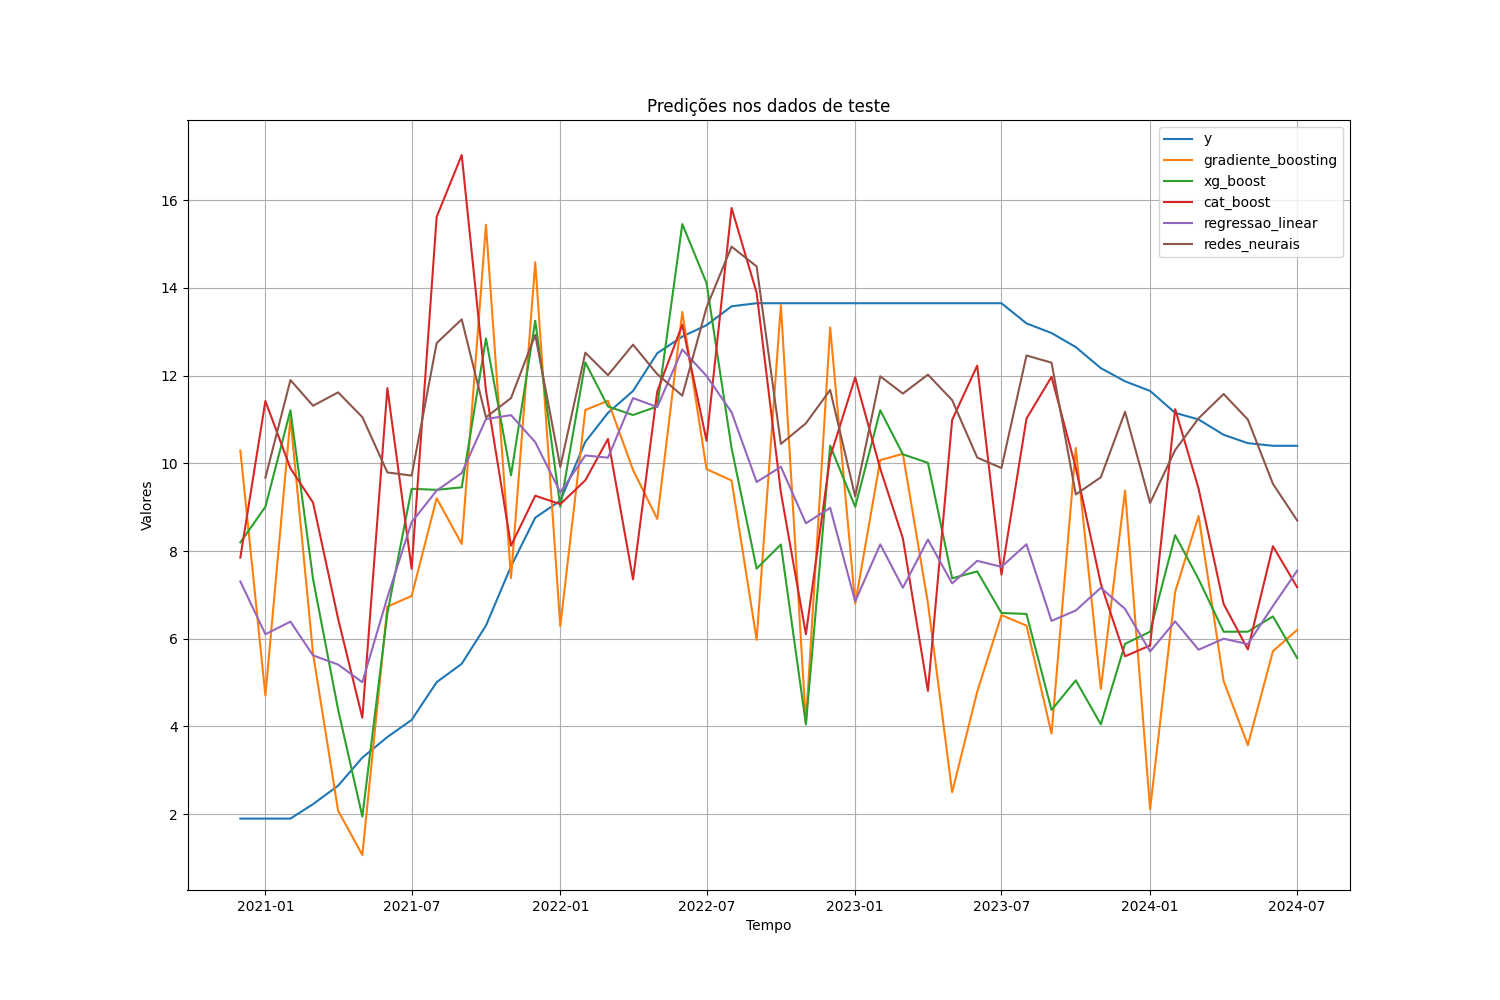 Predições nos dados de teste
y
gradiente_boosting
xg_boost
cat_boost
regressao_linear
redes_neurais
Valores
16
14
12
10
8
6
4
2
2021-01
2021-07
2022-01
2022-07
2023-01
2023-07
2024-01
2024-07
Tempo